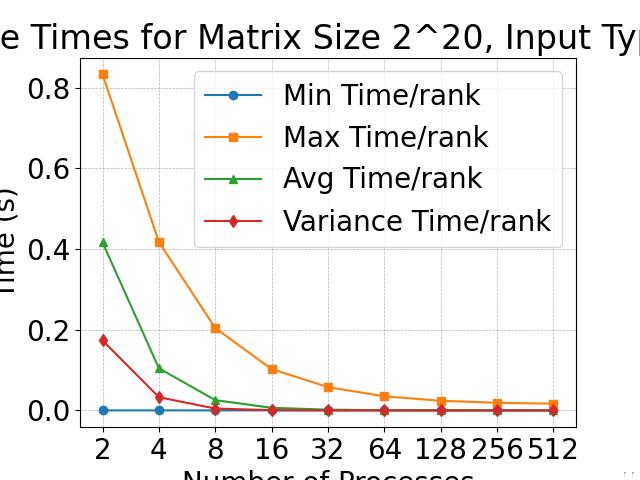 e Times for Matrix Size 2^20, Input Ty
Min Time/rank
Max Time/rank
Avg Time/rank
Variance Time/rank
Time (s)
0.8
0.6
0.4
0.2
0.0
2 4 8 16 32 64 128 256 512
Number of Processes